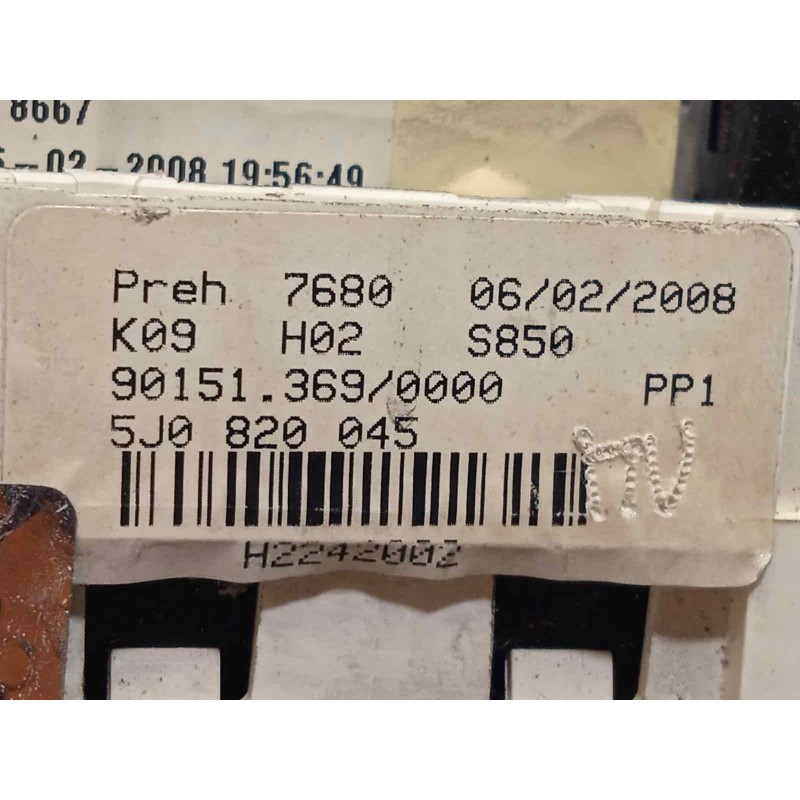 8667
-02-2008 19:56:49
Preh 7680 06/02/2008
K09 H02 S850
90151.369/0000 PP1
5J0 820 045
H2242002